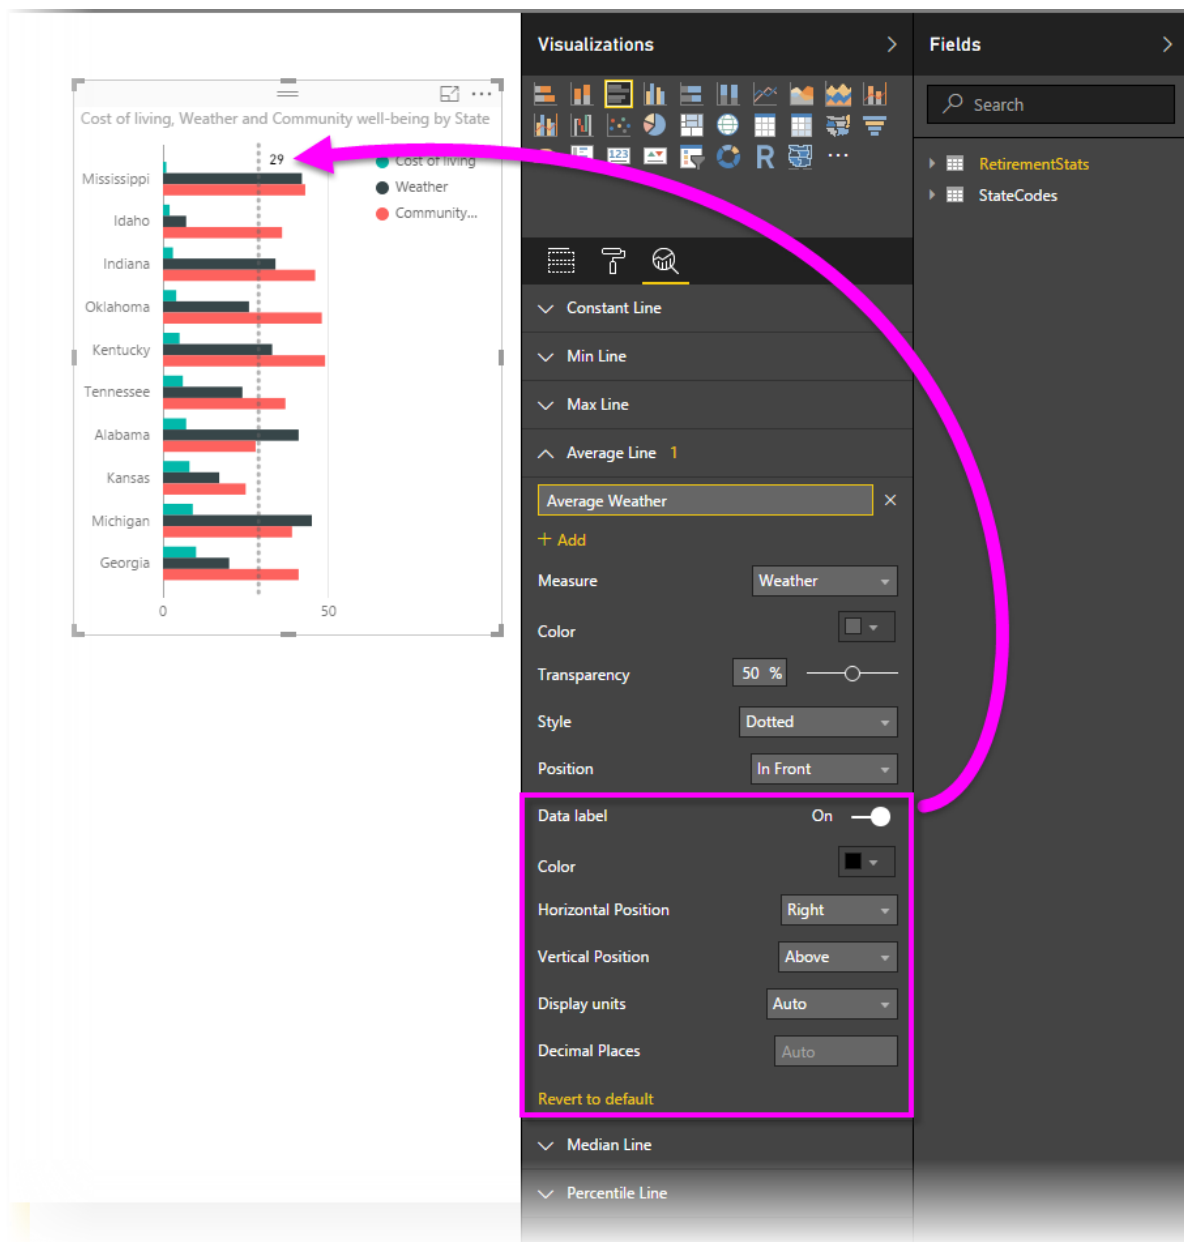 Visualizations
Fields
Search
Cost of living, Weather and Community well-being by State
29
Cost of living
Weather
Community...
Mississippi
Idaho
Indiana
Oklahoma
Kentucky
Tennessee
Alabama
Kansas
Michigan
Georgia
0
50
123
R
RetirementStats
StateCodes
Constant Line
Min Line
Max Line
Average Line 1
Average Weather
+ Add
Measure Weather
Color
Transparency 50 %
Style Dotted
Position In Front
Data label On
Color
Horizontal Position Right
Vertical Position Above
Display units Auto
Decimal Places Auto
Revert to default
Median Line
Percentile Line